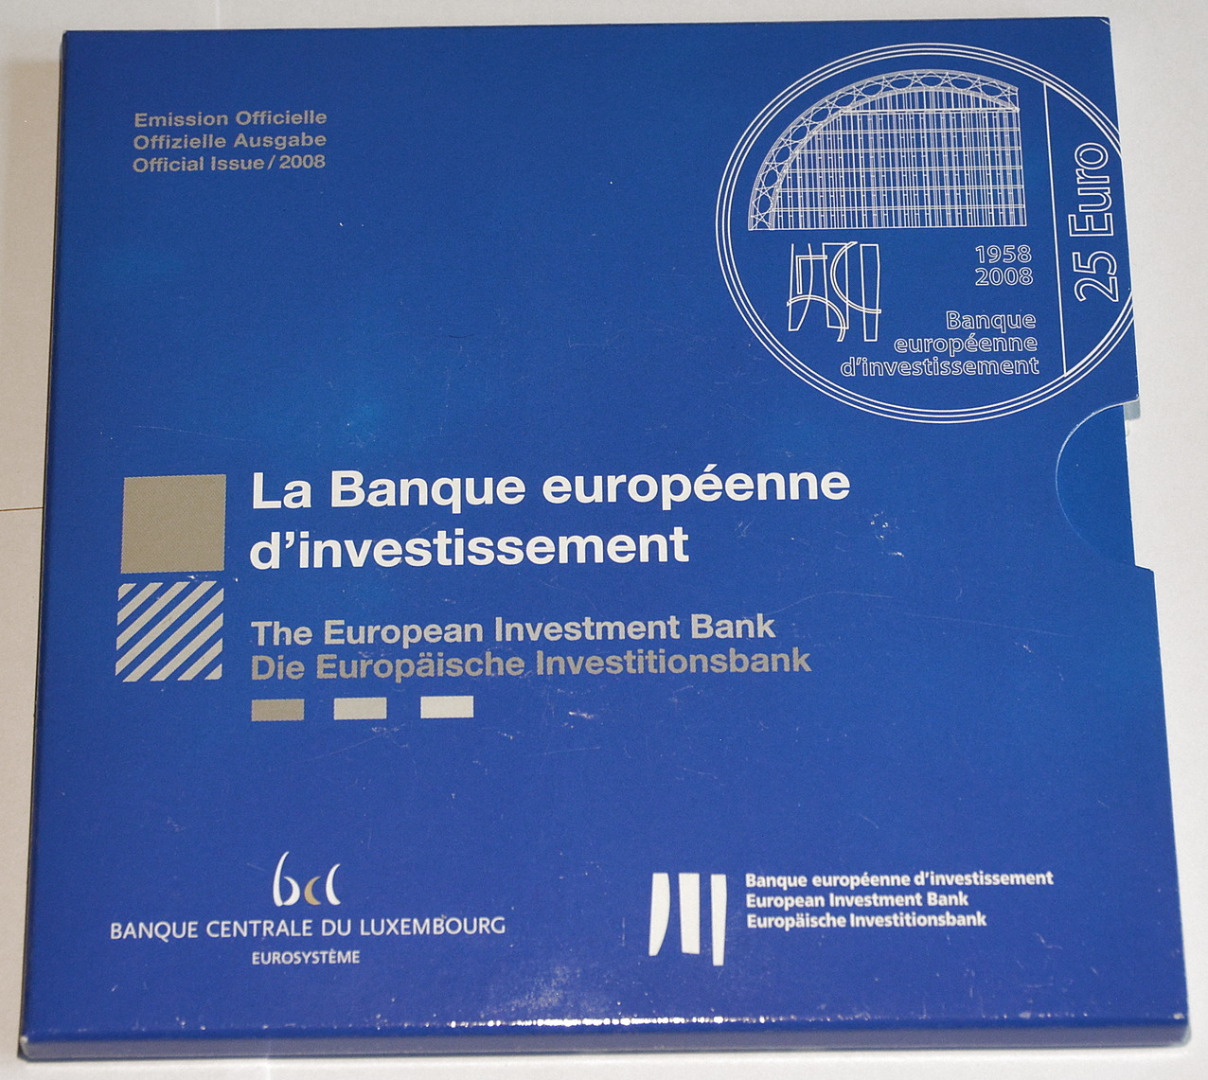 Emission Officielle
Offizielle Ausgabe
Official Issue / 2008
25 Euro
1958
2008
Banque
européenne
d'investissement
La Banque européenne
d'investissement
The European Investment Bank
Die Europäische Investitionsbank
bcl
BANQUE CENTRALE DU LUXEMBOURG
EUROSYSTÈME
Banque européenne d'investissement
European Investment Bank
Europäische Investitionsbank